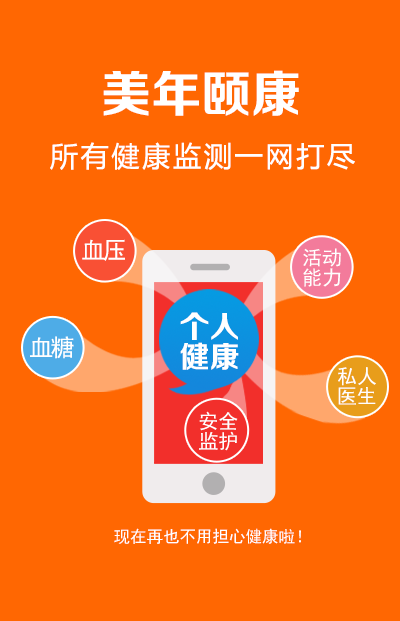 美年颐康
所有健康监测一网打尽
血压
活动
能力
个人
健康
血糖
私人
医生
安全
监护
现在再也不用担心健康啦！